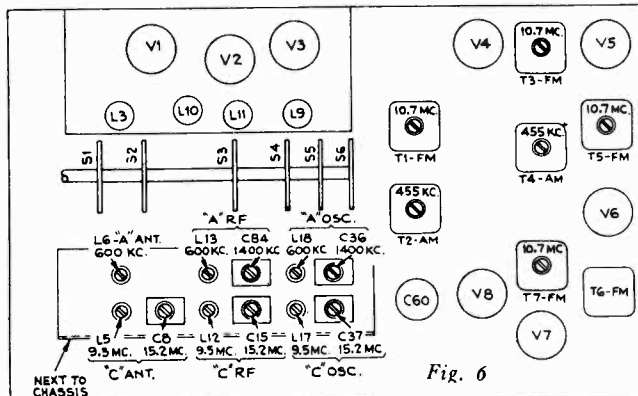 V1
V2
V3
V4
10.7 MC.
T3-FM
V5
L3
L10
L11
L9
10.7 MC.
T1-FM
455 KC.
T4-AM
10.7 MC.
T5-FM
S1
S2
S3
S4
S5
S6
455 KC.
T2-AM
V6
"A" RF
"A" OSC.
L6-"A" ANT.
600 KC.
L13
600 KC.
C84
1400 KC
L18
600 KC.
C36
1400 KC.
10.7 MC.
T7-FM
T6-FM
C60
V8
V7
L5
9.5 MC.
C8
15.2 MC.
L12
9.5 MC.
C15
15.2 MC.
L17
9.5 MC.
C37
15.2 MC.
"C" ANT.
"C" RF
"C" OSC.
NEXT TO
CHASSIS
Fig. 6